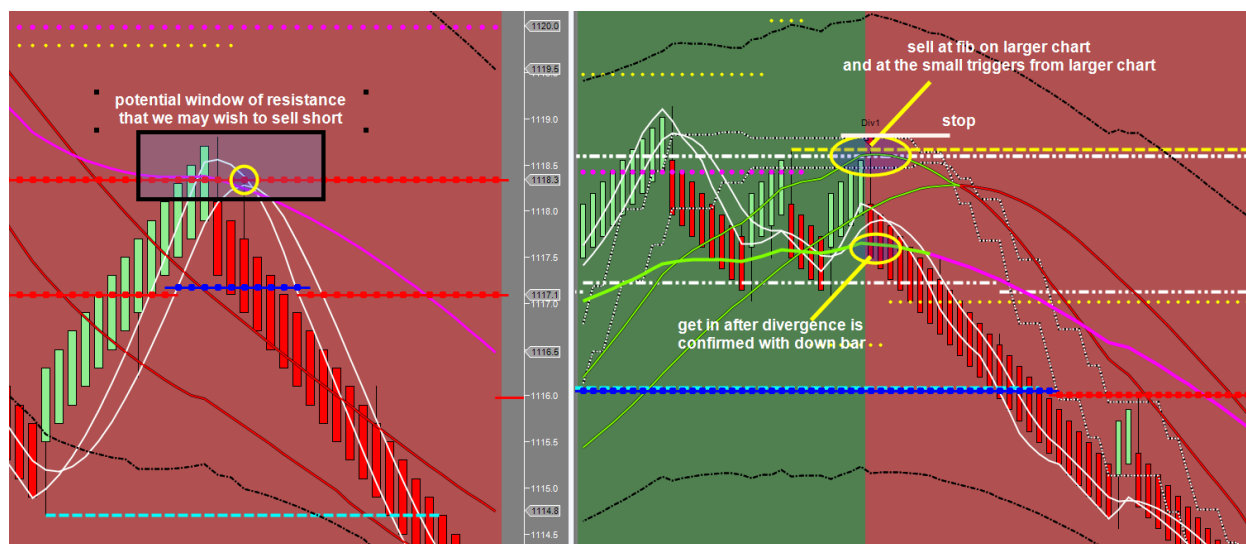 potential window of resistance
that we may wish to sell short
1120.0
1119.5
1119.0
1118.5
1118.3
1118.0
1117.5
1117.1
1117.0
1116.5
1116.0
1115.5
1115.0
1114.8
1114.5
sell at fib on larger chart
and at the small triggers from larger chart
Div1
stop
get in after divergence is
confirmed with down bar